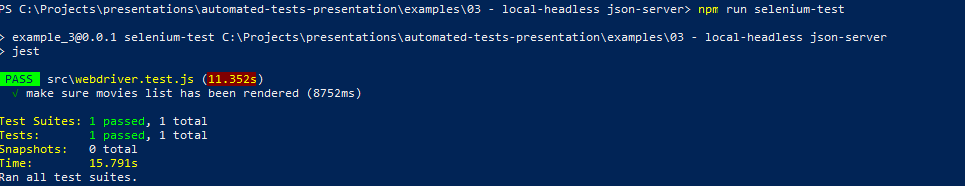 PS C:\Projects\presentations\automated-tests-presentation\examples\03 - local-headless json-server> npm run selenium-test
> example_3@0.0.1 selenium-test C:\Projects\presentations\automated-tests-presentation\examples\03 - local-headless json-server
> jest
PASS src\webdriver.test.js (11.352s)
√ make sure movies list has been rendered (8752ms)
Test Suites: 1 passed, 1 total
Tests: 1 passed, 1 total
Snapshots: 0 total
Time: 15.791s
Ran all test suites.